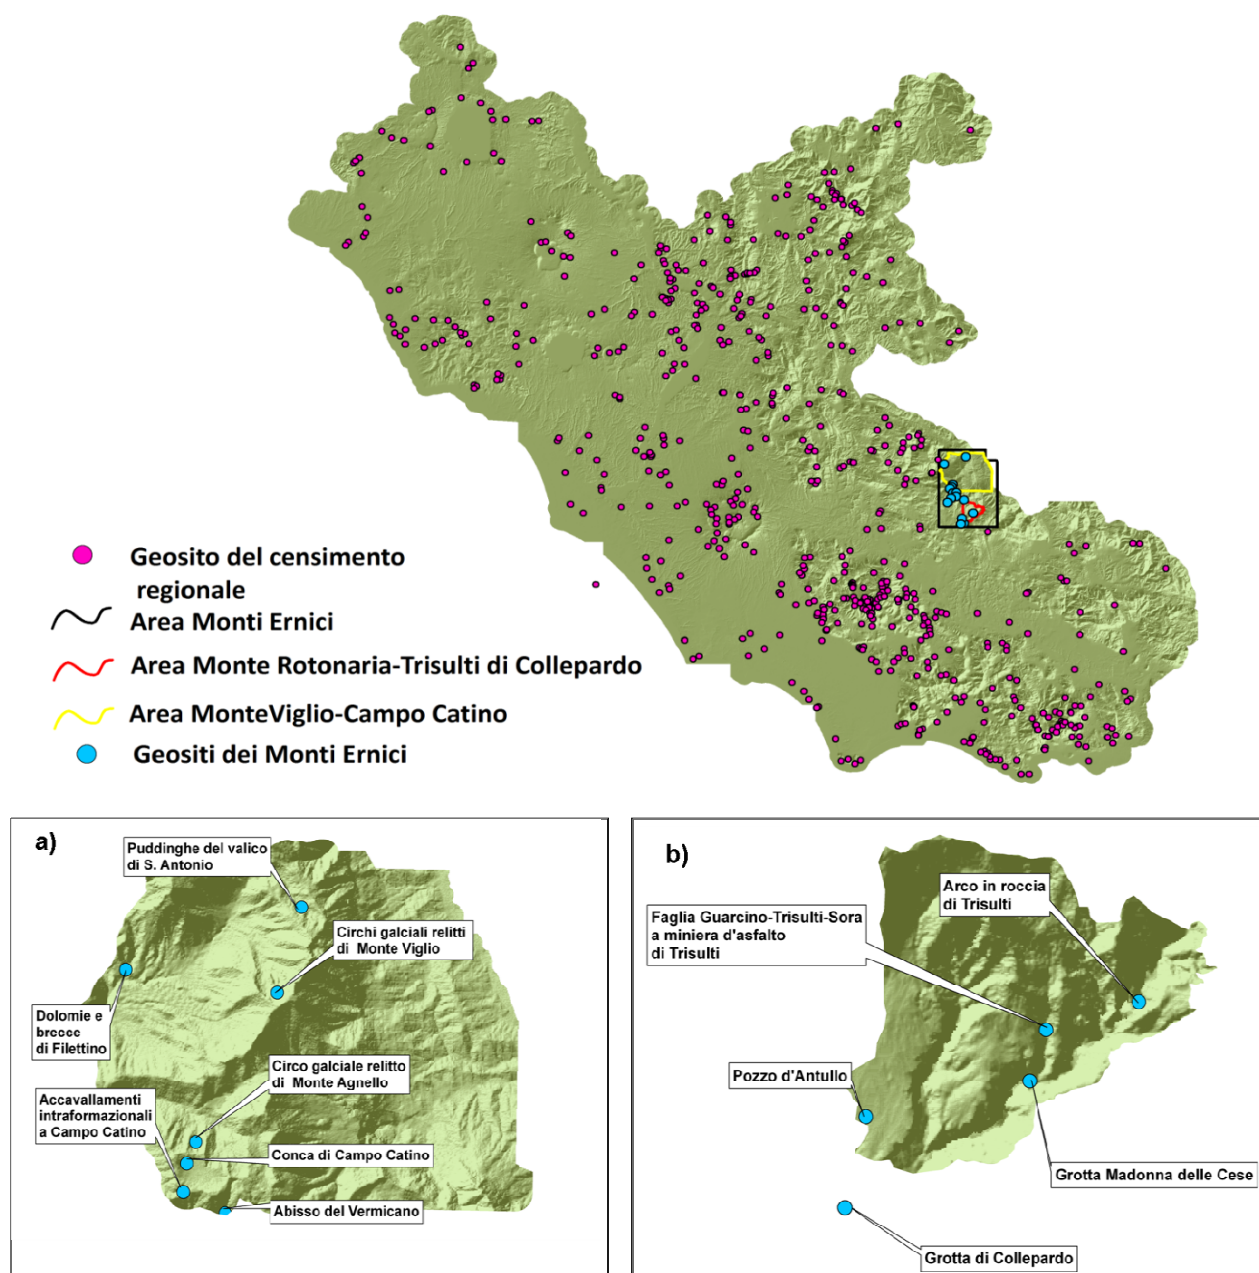 Geosito del censimento
regionale
Area Monti Ernici
Area Monte Rotonaria-Trisulti di Collepardo
Area MonteViglio-Campo Catino
Geositi dei Monti Ernici
a)
Puddinghe del valico
di S. Antonio
Circhi galciali relitti
di Monte Viglio
Dolomie e
brecce
di Filettino
Circo galciale relitto
di Monte Agnello
Accavallamenti
intraformazionali
a Campo Catino
Conca di Campo Catino
Abisso del Vermicano
b)
Arco in roccia
di Trisulti
Faglia Guarcino-Trisulti-Sora
a miniera d'asfalto
di Trisulti
Pozzo d'Antullo
Grotta Madonna delle Cese
Grotta di Collepardo